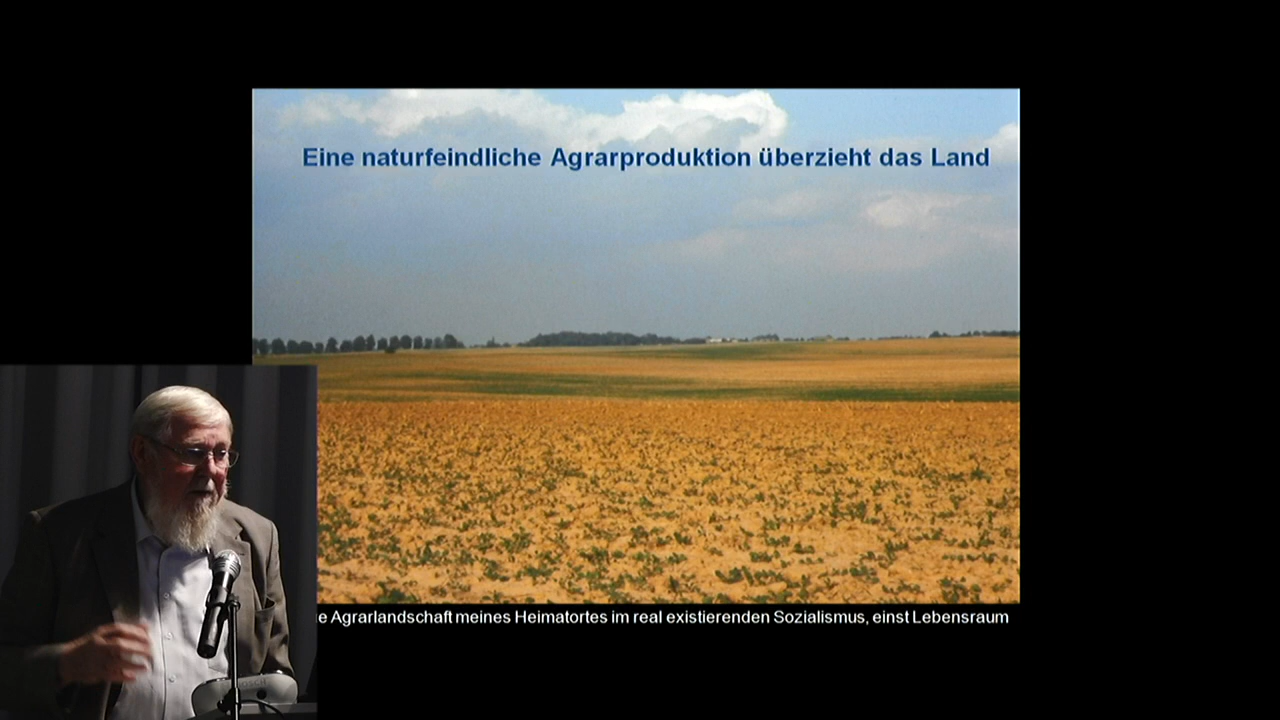 Eine naturfeindliche Agrarproduktion überzieht das Land
Agrarlandschaft meines Heimatortes im real existierenden Sozialismus, einst Lebensraum